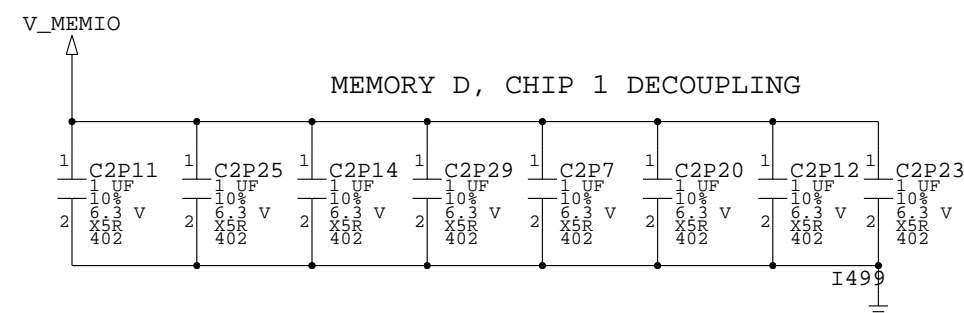 V_MEMIO
MEMORY D, CHIP 1 DECOUPLING
1 C2P11
1 UF
10%
6.3 V
X5R
402
2
1 C2P25
1 UF
10%
6.3 V
X5R
402
2
1 C2P14
1 UF
10%
6.3 V
X5R
402
2
1 C2P29
1 UF
10%
6.3 V
X5R
402
2
1 C2P7
1 UF
10%
6.3 V
X5R
402
2
1 C2P20
1 UF
10%
6.3 V
X5R
402
2
1 C2P12
1 UF
10%
6.3 V
X5R
402
2
1 C2P23
1 UF
10%
6.3 V
X5R
402
2
I499